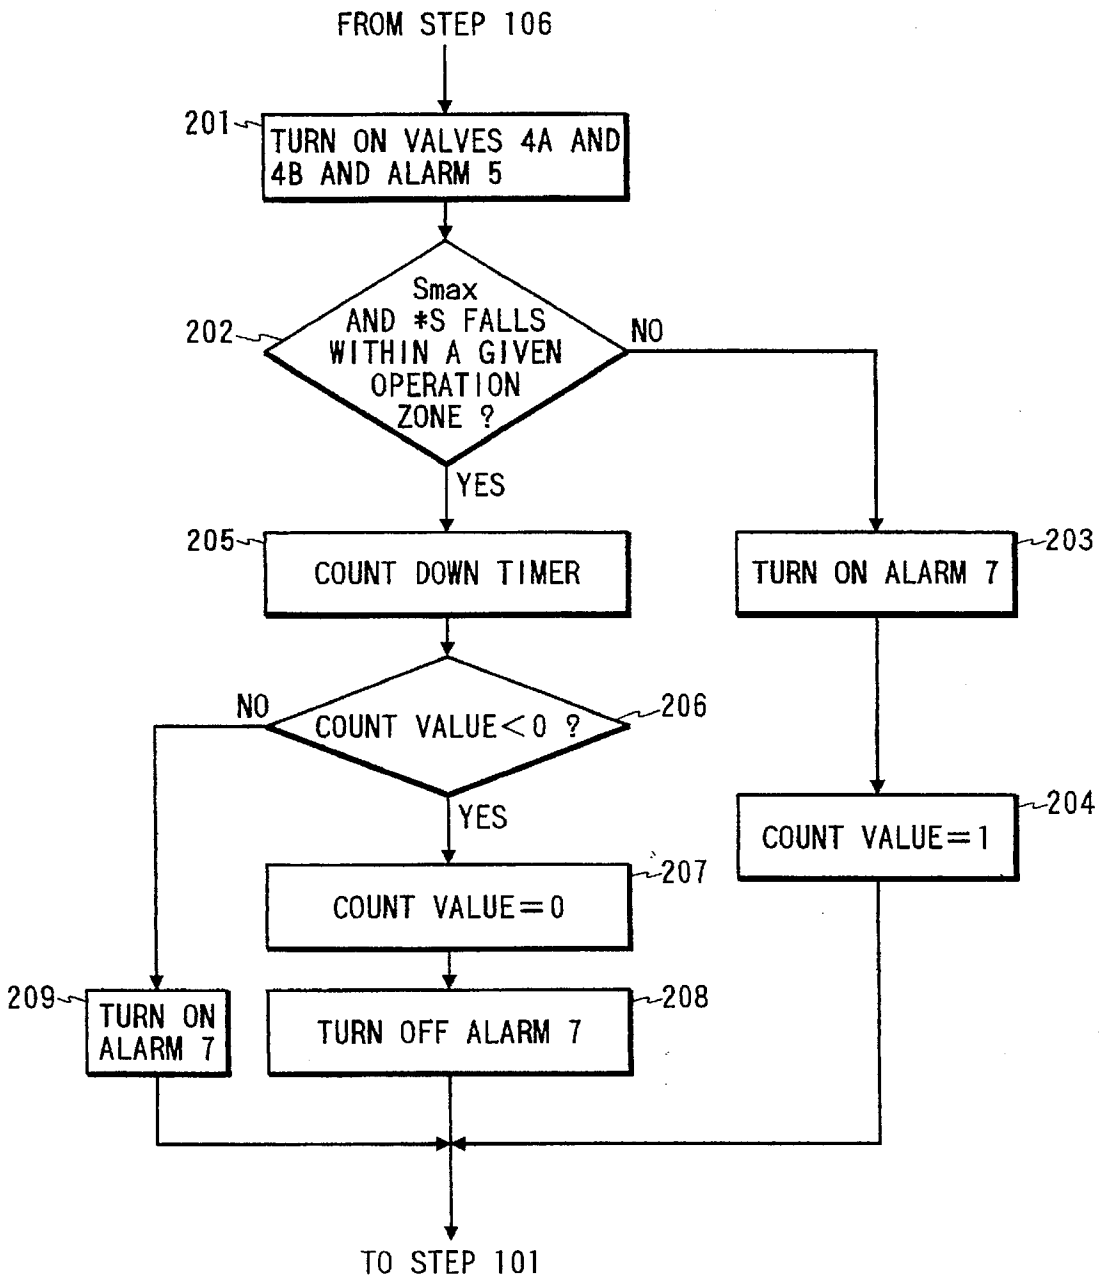 FROM STEP 106
201
TURN ON VALVES 4A AND
4B AND ALARM 5
202
Smax
AND *S FALLS
WITHIN A GIVEN
OPERATION
ZONE ?
NO
YES
205
COUNT DOWN TIMER
203
TURN ON ALARM 7
NO
COUNT VALUE<0 ?
206
YES
204
COUNT VALUE=1
207
COUNT VALUE=0
209
TURN ON
ALARM 7
208
TURN OFF ALARM 7
TO STEP 101